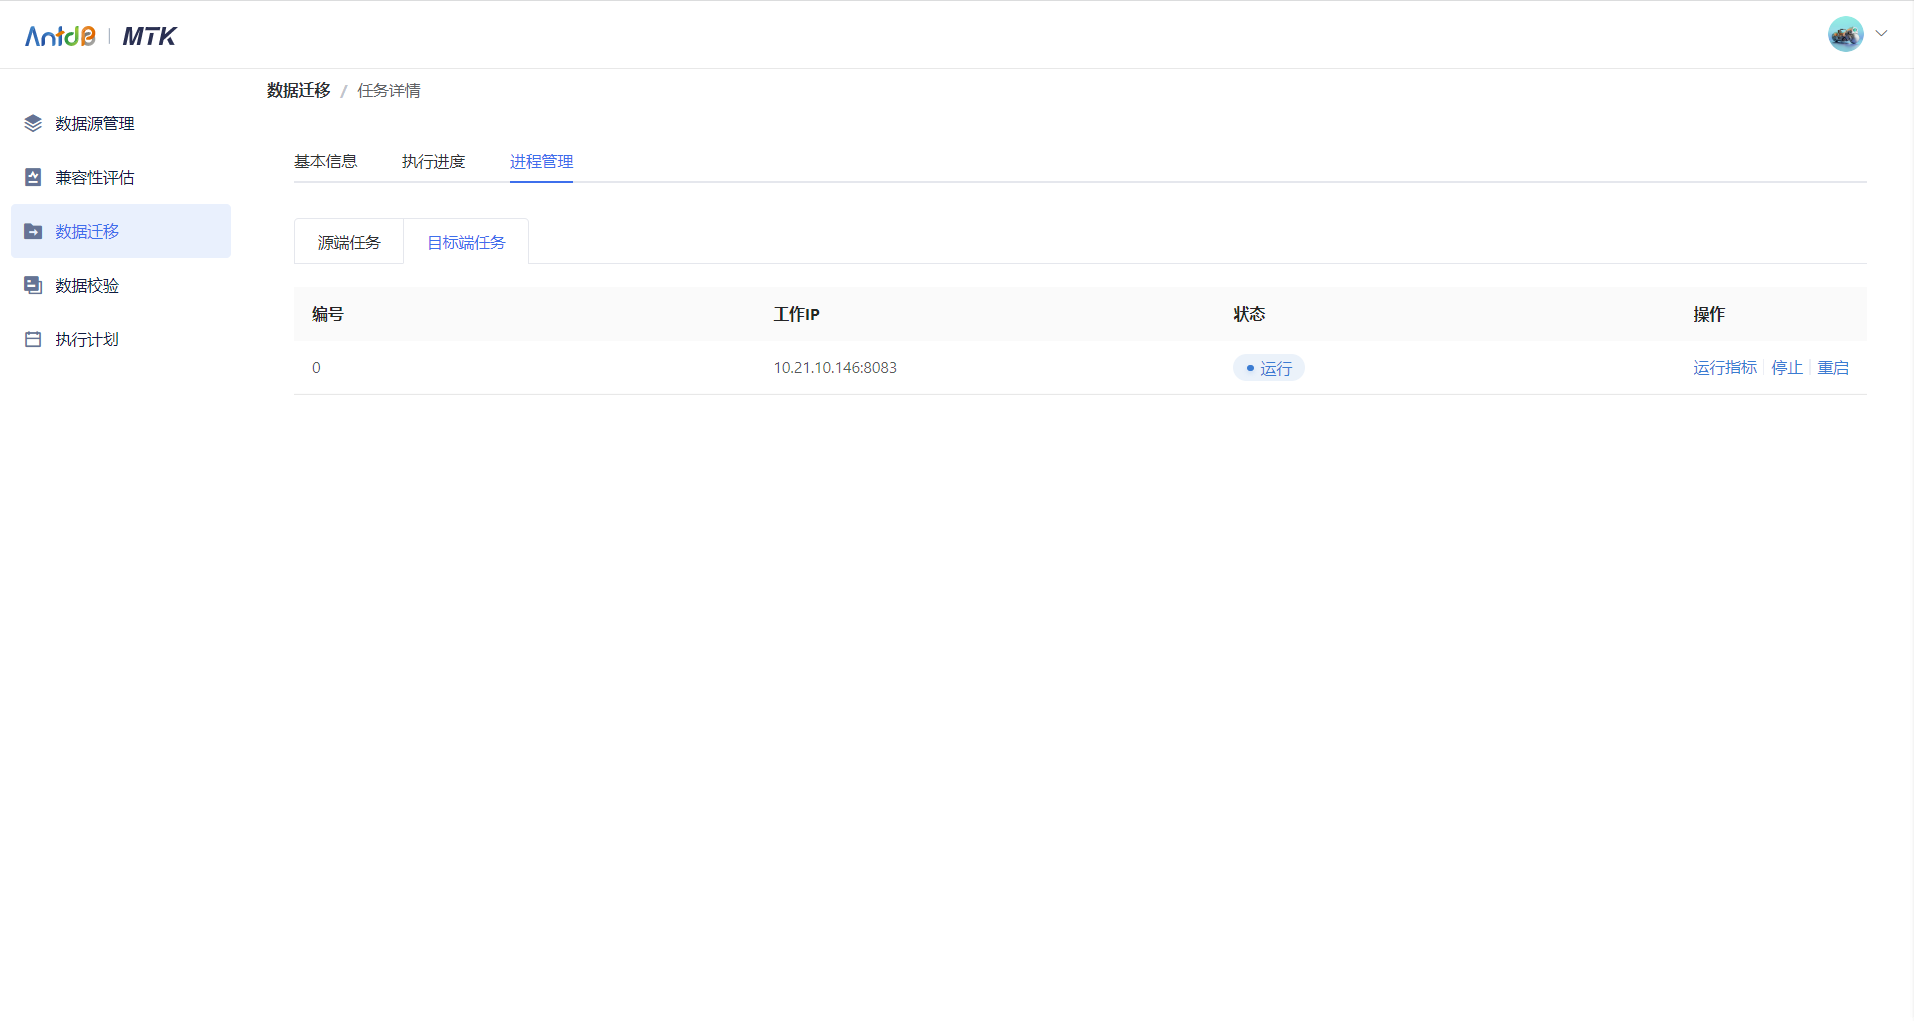 AntdB | MTK
数据源管理
兼容性评估
数据迁移
数据校验
执行计划
数据迁移 / 任务详情
基本信息 执行进度 进程管理
源端任务 目标端任务
编号 工作IP 状态 操作
0 10.21.10.146:8083 运行 运行指标 停止 重启